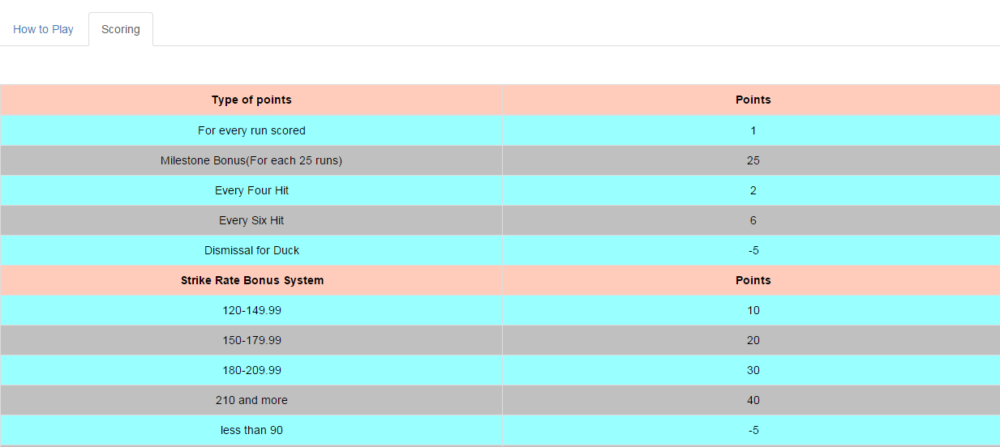 How to Play Scoring
Type of points Points
For every run scored 1
Milestone Bonus(For each 25 runs) 25
Every Four Hit 2
Every Six Hit 6
Dismissal for Duck -5
Strike Rate Bonus System Points
120-149.99 10
150-179.99 20
180-209.99 30
210 and more 40
less than 90 -5